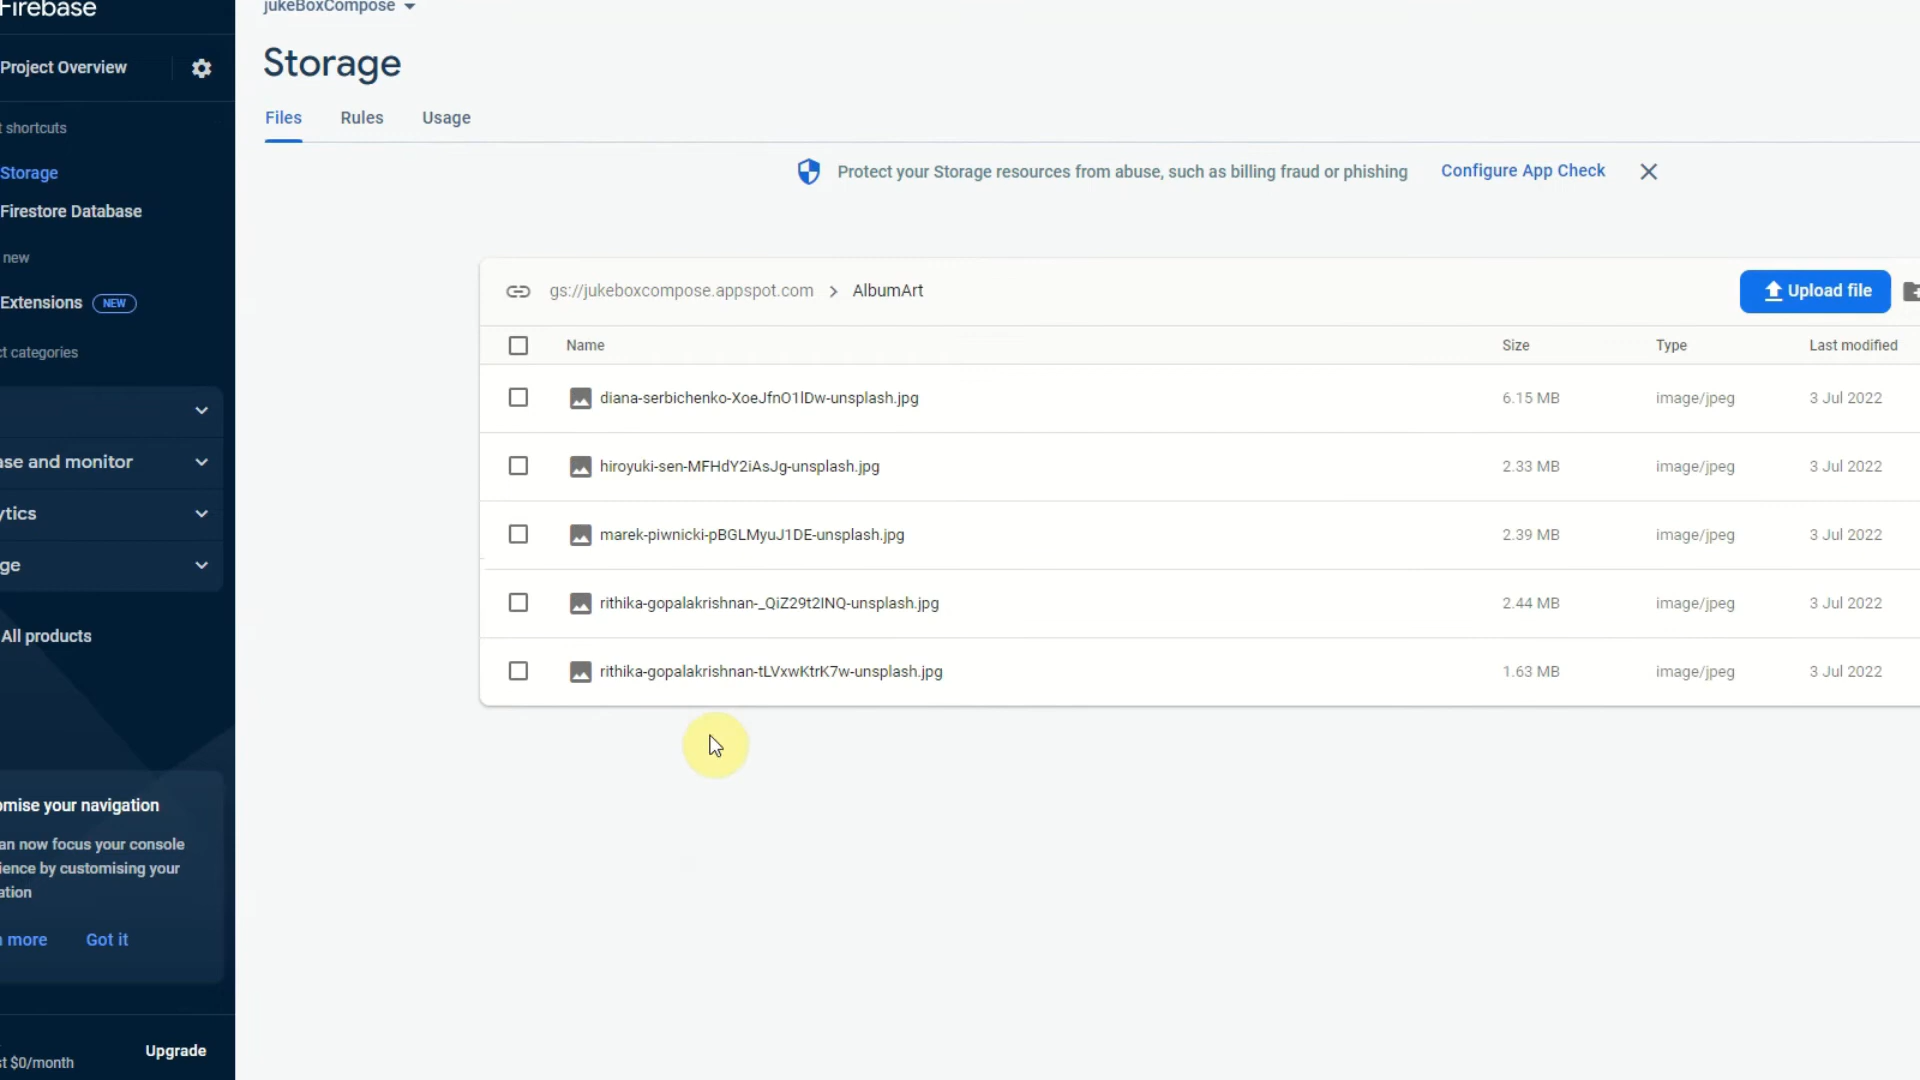 Firebase
jukeBoxCompose
Project Overview
Storage
Files
Rules
Usage
t shortcuts
Protect your Storage resources from abuse, such as billing fraud or phishing
Configure App Check
Storage
Firestore Database
new
Extensions
NEW
gs://jukeboxcompose.appspot.com
AlbumArt
Upload file
ct categories
Name
Size
Type
Last modified
diana-serbichenko-XoeJfnO1lDw-unsplash.jpg
6.15 MB
image/jpeg
3 Jul 2022
ase and monitor
hiroyuki-sen-MFHdY2iAsJg-unsplash.jpg
2.33 MB
image/jpeg
3 Jul 2022
ytics
marek-piwnicki-pBGLMyuJ1DE-unsplash.jpg
2.39 MB
image/jpeg
3 Jul 2022
ge
rithika-gopalakrishnan-_QiZ29t2INQ-unsplash.jpg
2.44 MB
image/jpeg
3 Jul 2022
All products
rithika-gopalakrishnan-tLVxwKtrK7w-unsplash.jpg
1.63 MB
image/jpeg
3 Jul 2022
omise your navigation
an now focus your console
ience by customising your
ation
n more
Got it
Upgrade
st $0/month